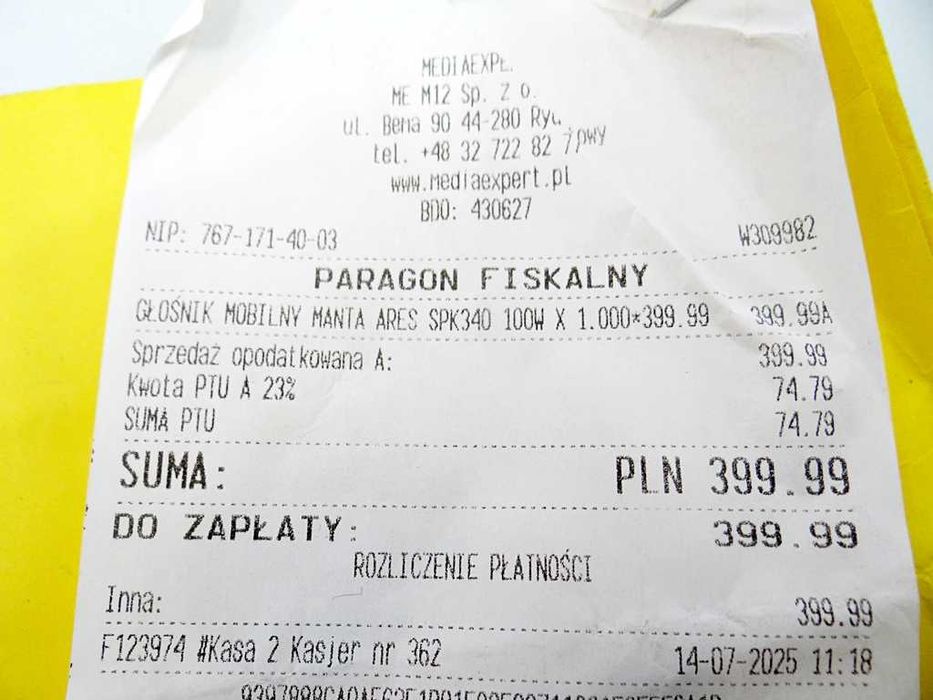 ME M12 Sp. z o.
ul. Bema 90 44-280
tel. +48 32 722 82
www.mediaexpert.pl
BDO: 430627
NIP: 767-171-40-03 W309982
PARAGON FISKALNY
GŁOŚNIK MOBILNY MANTA ARES SPK340 100W X 1.000*399.99 399.99A
Sprzedaż opodatkowana A: 399.99
Kwota PTU A 23% 74.79
SUMA PTU 74.79
SUMA: PLN 399.99
DO ZAPŁATY: 399.99
ROZLICZENIE PŁATNOŚCI
Inna: 399.99
F123974 #Kasa 2 Kasjer nr 362 14-07-2025 11:18